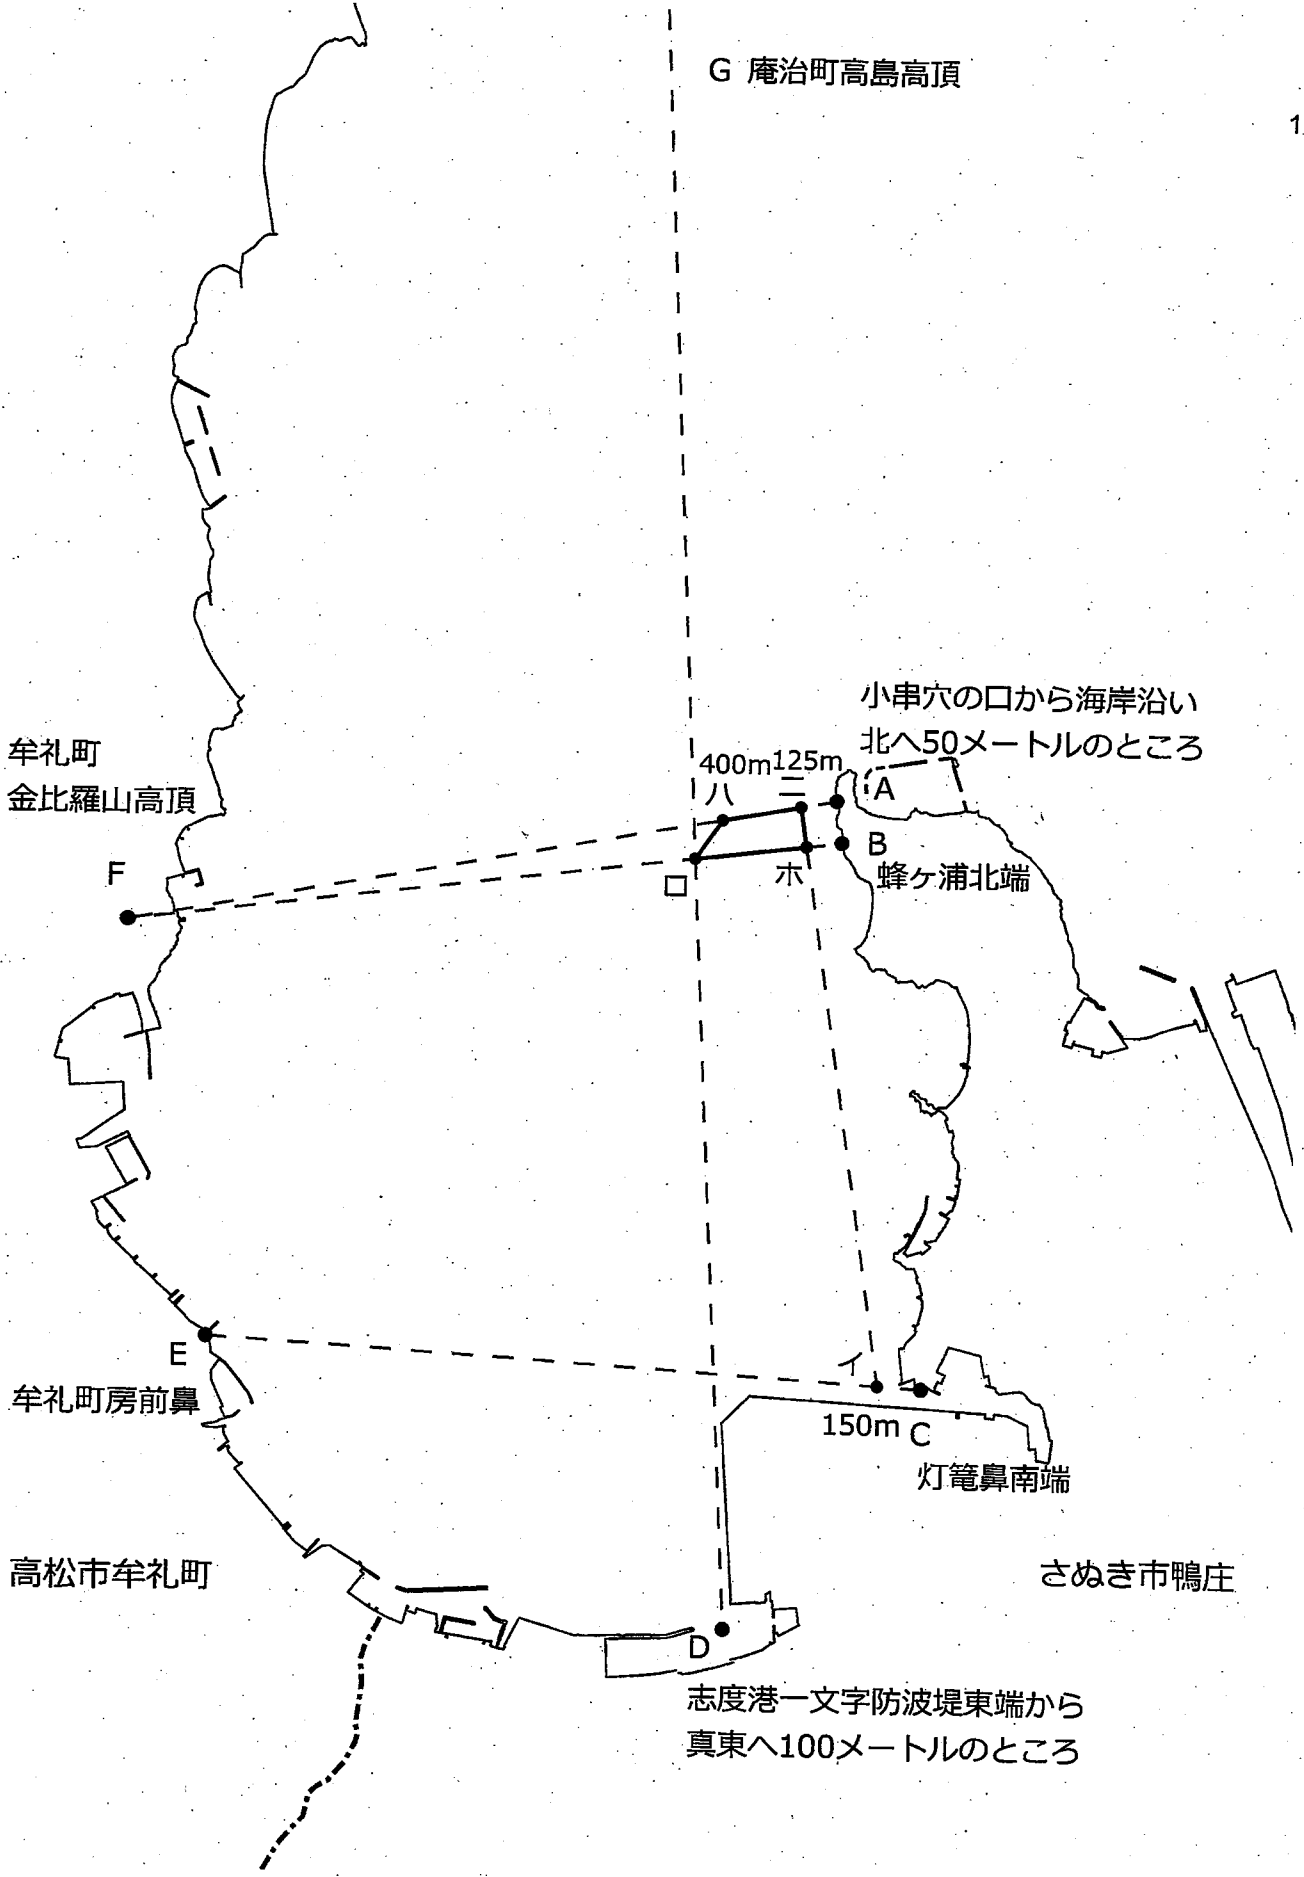 G 庵治町高島高頂
1
小串穴の口から海岸沿い
北へ50メートルのところ
牟礼町
金比羅山高頂
400m 125m
ハ
ニ
A
F
B
ロ
ホ
蜂ヶ浦北端
E
イ
牟礼町房前鼻
150m C
灯篭鼻南端
高松市牟礼町
さぬき市鴨庄
D
志度港一文字防波堤東端から
真東へ100メートルのところ